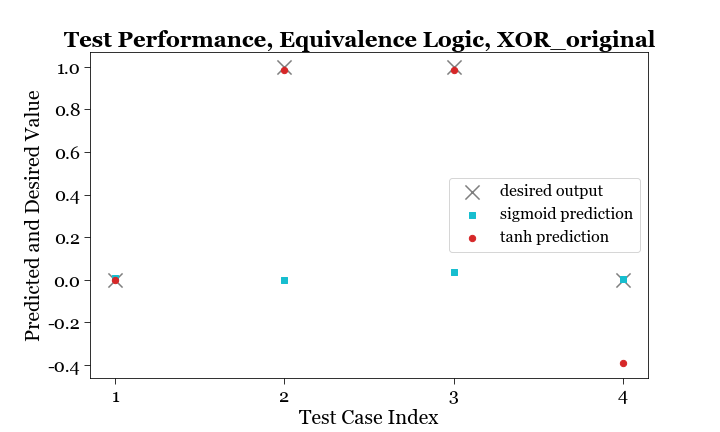 Test Performance, Equivalence Logic, XOR_original
Predicted and Desired Value
1.0
0.8
0.6
0.4
0.2
0.0
-0.2
-0.4
desired output
sigmoid prediction
tanh prediction
1 2 3 4
Test Case Index